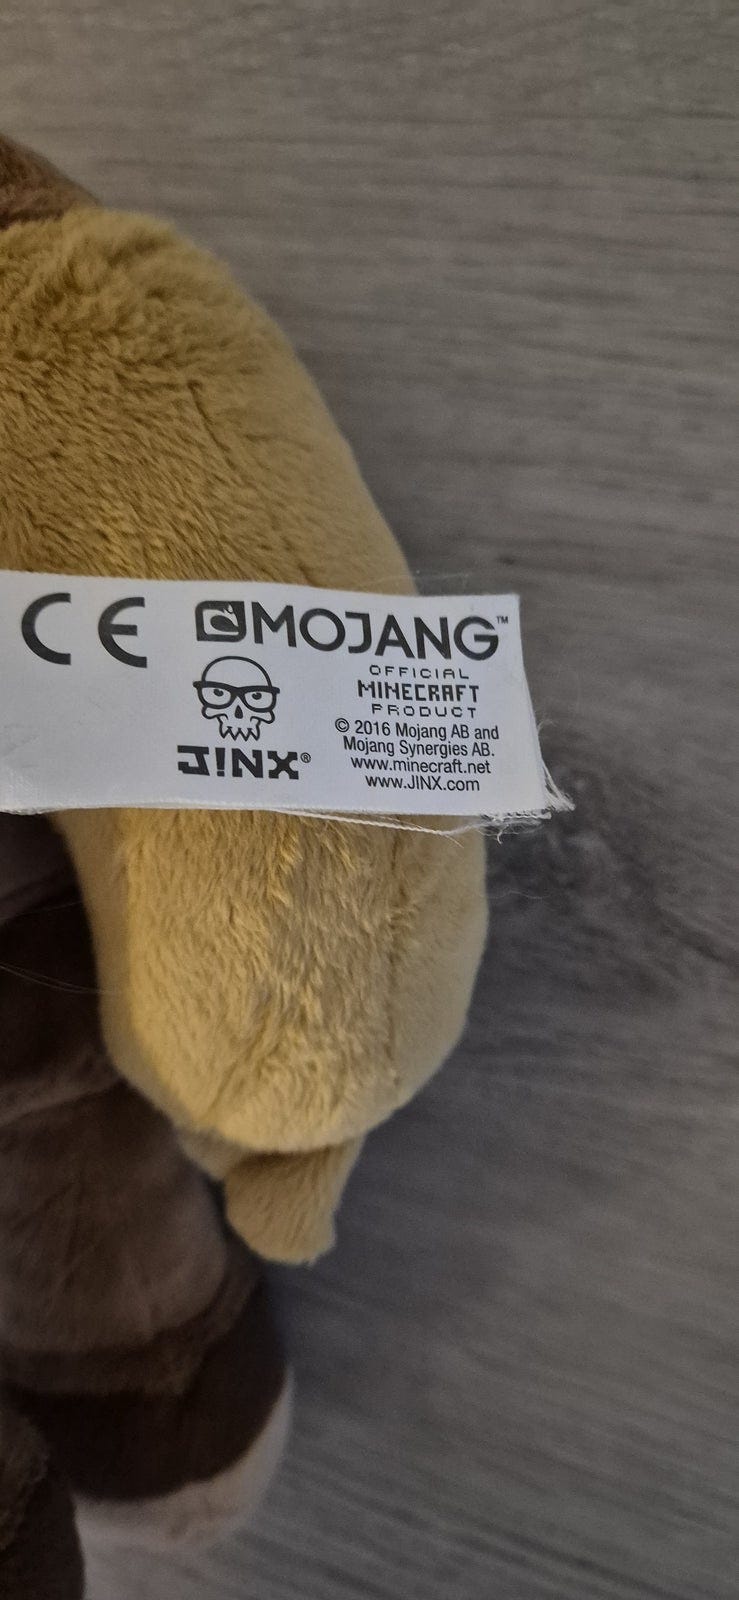 CE MOJANG™
OFFICIAL
MINECRAFT
PRODUCT
© 2016 Mojang AB and
Mojang Synergies AB.
www.minecraft.net
www.JINX.com
J!NX®